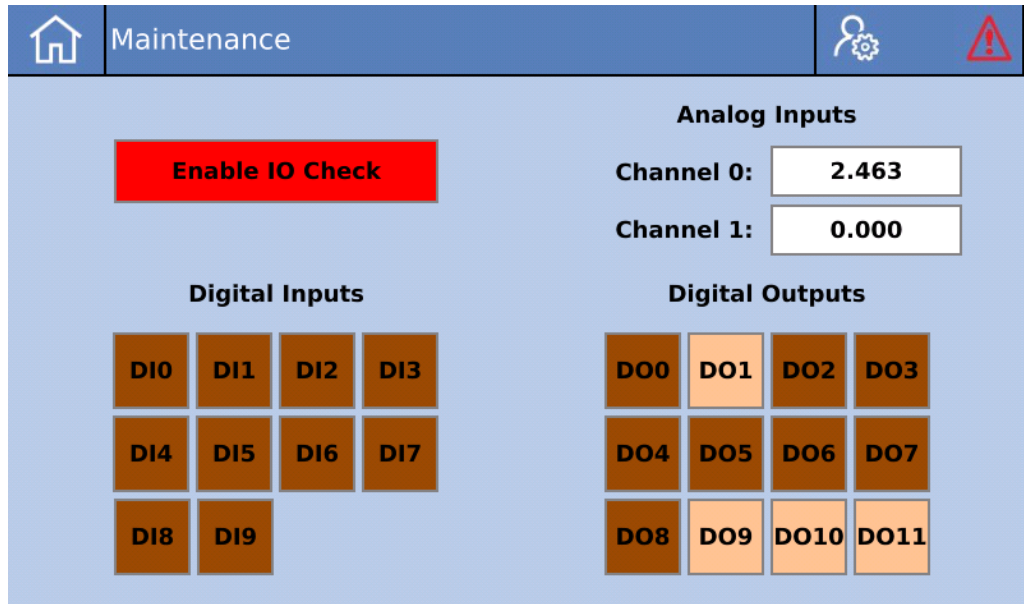 Maintenance
Enable IO Check
Analog Inputs
Channel 0: 2.463
Channel 1: 0.000
Digital Inputs
DI0 DI1 DI2 DI3
DI4 DI5 DI6 DI7
DI8 DI9
Digital Outputs
DO0 DO1 DO2 DO3
DO4 DO5 DO6 DO7
DO8 DO9 DO10 DO11